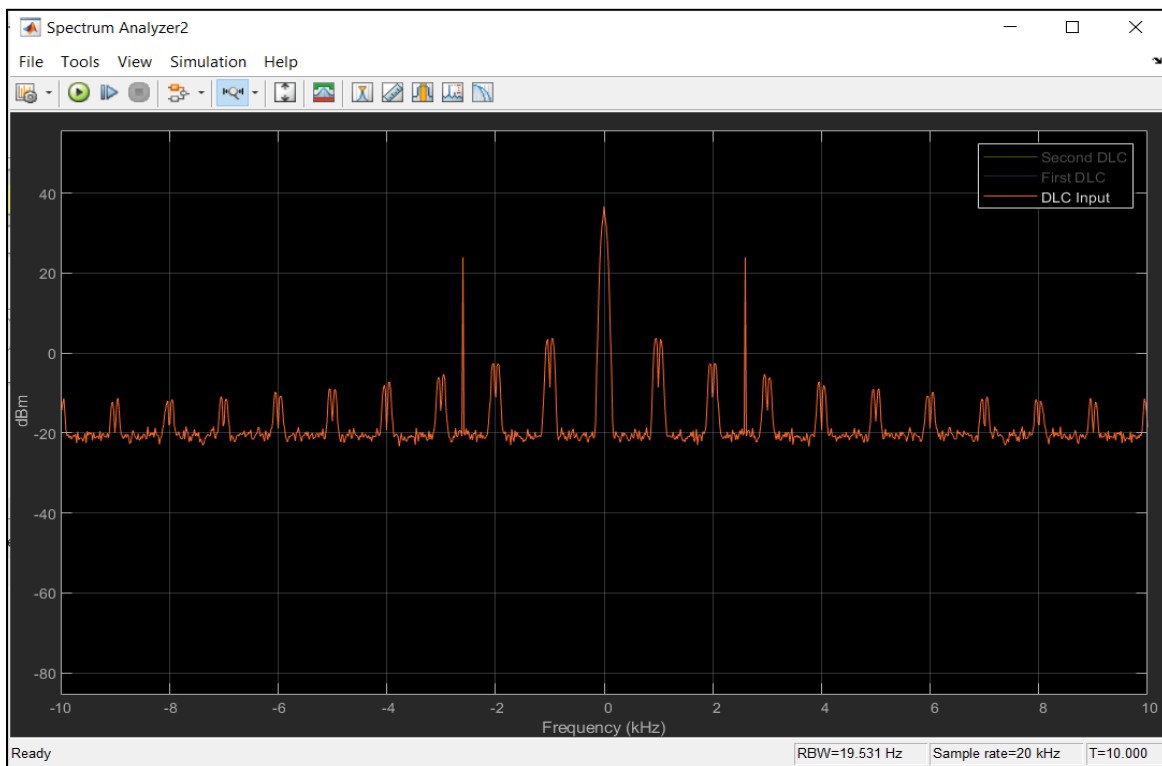 Spectrum Analyzer2
File Tools View Simulation Help
Second DLC
First DLC
DLC Input
40
20
0
-20
-40
-60
-80
dBm
-10 -8 -6 -4 -2 0 2 4 6 8 10
Frequency (kHz)
Ready RBW=19.531 Hz Sample rate=20 kHz T=10.000